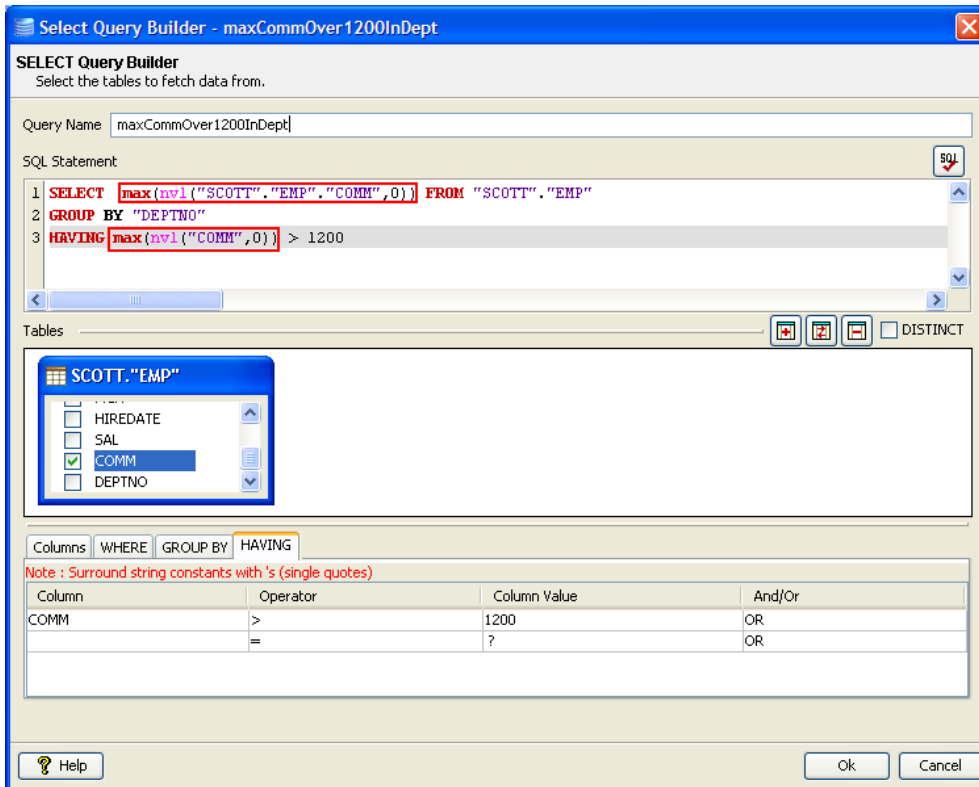 Select Query Builder - maxCommOver1200InDept
SELECT Query Builder
Select the tables to fetch data from.
Query Name maxCommOver1200InDept
SQL Statement
SQL
1 SELECT max(nvl("SCOTT"."EMP"."COMM",0)) FROM "SCOTT"."EMP"
2 GROUP BY "DEPTNO"
3 HAVING max(nvl("COMM",0)) > 1200
Tables DISTINCT
SCOTT."EMP"
HIREDATE
SAL
COMM
DEPTNO
Columns WHERE GROUP BY HAVING
Note : Surround string constants with 's (single quotes)
Column Operator Column Value And/Or
COMM > 1200 OR
= ? OR
Help Ok Cancel